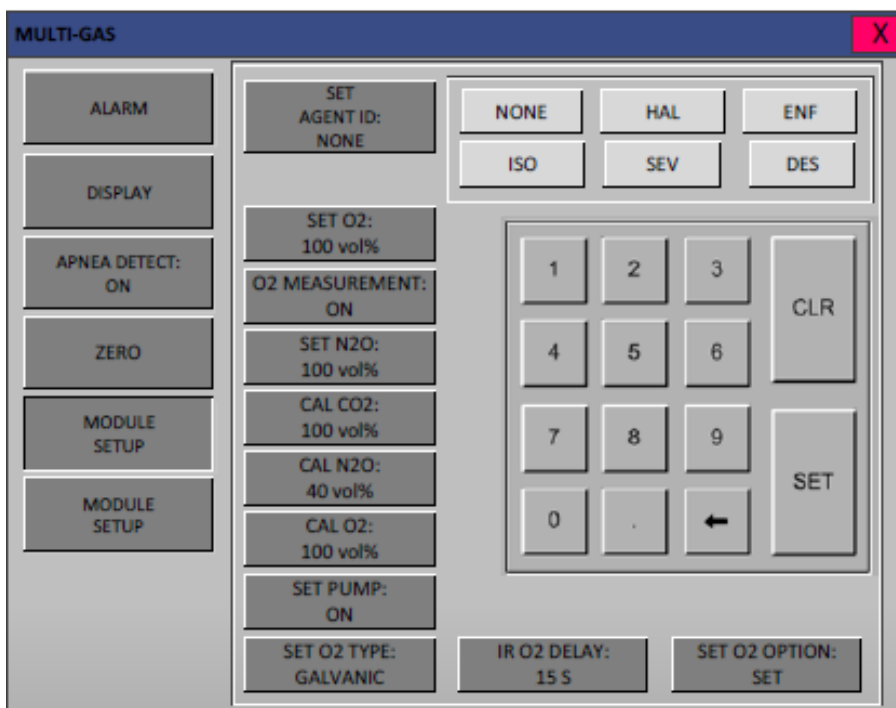 MULTI-GAS
X
ALARM
DISPLAY
APNEA DETECT:
ON
ZERO
MODULE
SETUP
MODULE
SETUP
SET
AGENT ID:
NONE
SET O2:
100 vol%
O2 MEASUREMENT:
ON
SET N2O:
100 vol%
CAL CO2:
100 vol%
CAL N2O:
40 vol%
CAL O2:
100 vol%
SET PUMP:
ON
SET O2 TYPE:
GALVANIC
NONE HAL ENF
ISO SEV DES
1 2 3
CLR
4 5 6
7 8 9
SET
0 . ←
IR O2 DELAY:
15 S
SET O2 OPTION:
SET